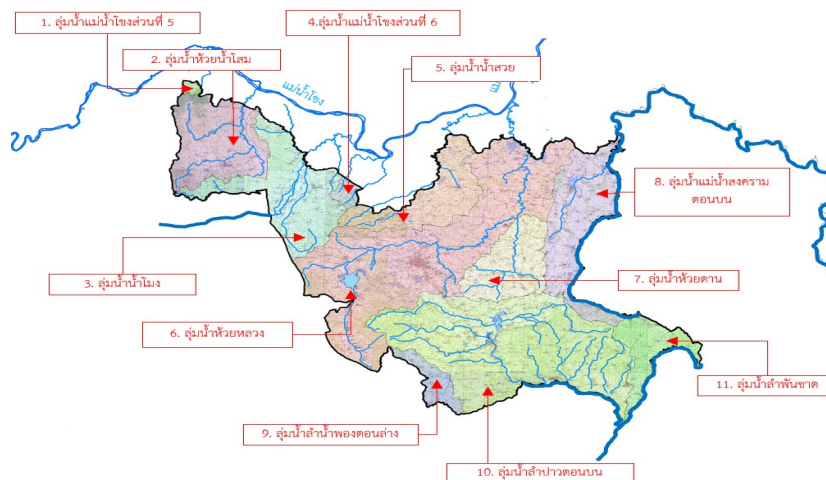 1. ลุ่มน้ำแม่น้ำโขงส่วนที่ 5
4.ลุ่มน้ำแม่น้ำโขงส่วนที่ 6
2. ลุ่มน้ำห้วยน้ำโสม
5. ลุ่มน้ำน้ำสวย
แม่น้ำโขง
8. ลุ่มน้ำแม่น้ำสงคราม
ตอนบน
3. ลุ่มน้ำน้ำโมง
7. ลุ่มน้ำห้วยดาน
6. ลุ่มน้ำห้วยหลวง
11. ลุ่มน้ำลำพันชาด
9. ลุ่มน้ำลำน้ำพองตอนล่าง
10. ลุ่มน้ำลำปาวตอนบน